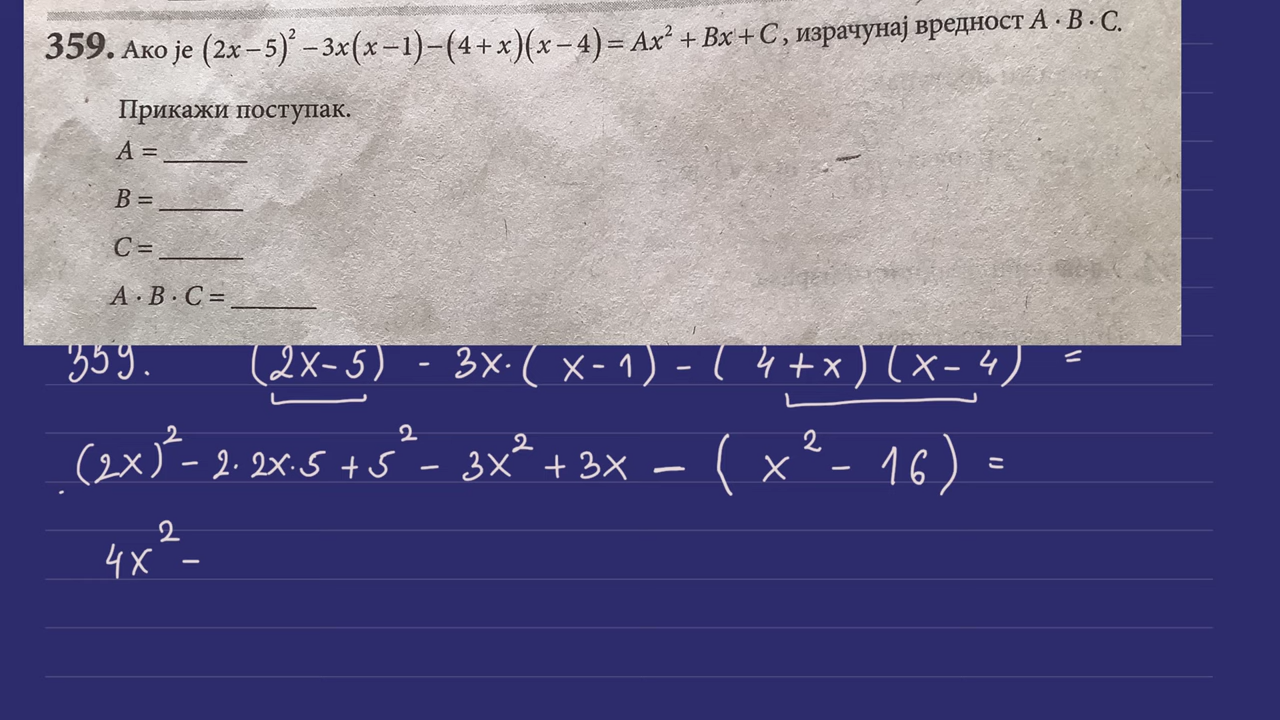 359. Ако је (2x−5)² −3x(x−1)−(4+x)(x−4)= Ax² + Bx + C, израчунај вредност A · B · C.
Прикажи поступак.
A = ______
B = ______
C = ______
A · B · C = ______
359. (2x-5) - 3x·(x-1) - (4+x)(x-4) =
(2x)² - 2·2x·5 + 5² - 3x² + 3x - (x² - 16) =
4x² -